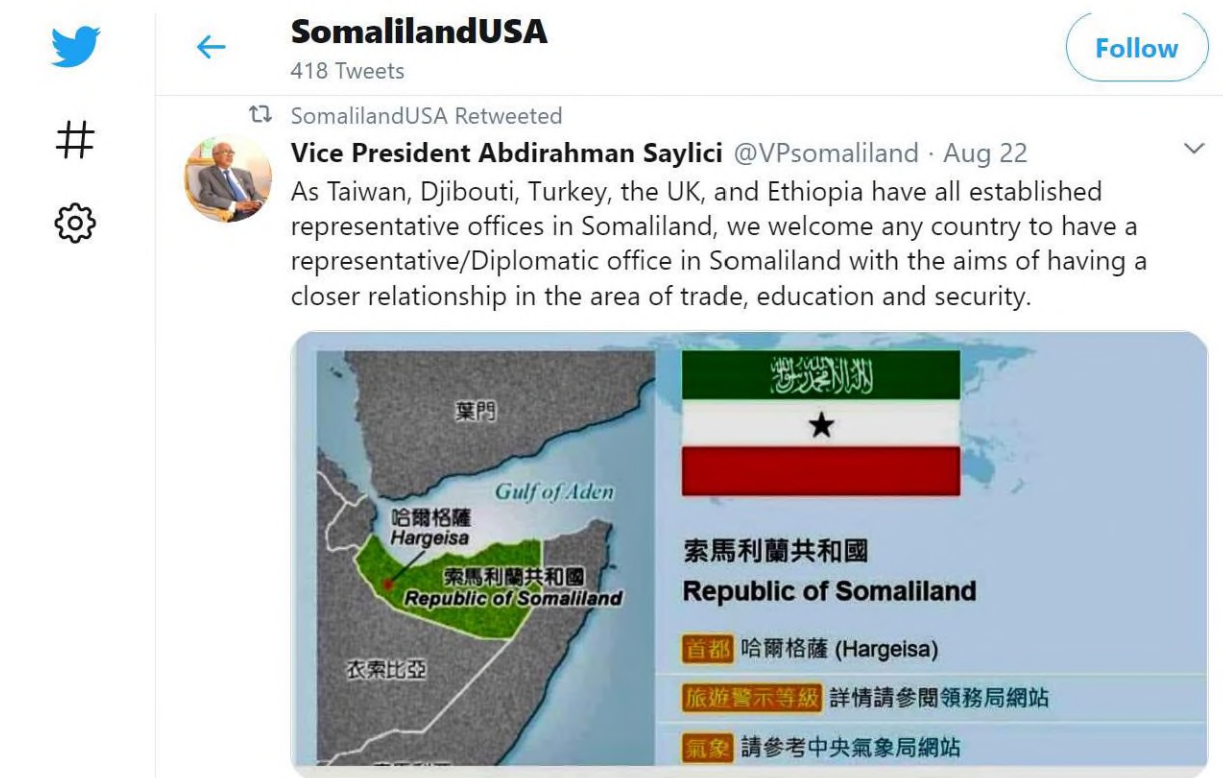 SomalilandUSA
418 Tweets
Follow
SomalilandUSA Retweeted
Vice President Abdirahman Saylici @VPsomaliland · Aug 22
As Taiwan, Djibouti, Turkey, the UK, and Ethiopia have all established
representative offices in Somaliland, we welcome any country to have a
representative/Diplomatic office in Somaliland with the aims of having a
closer relationship in the area of trade, education and security.
葉門
Gulf of Aden
哈爾格薩
Hargeisa
索馬利蘭共和國
Republic of Somaliland
衣索比亞
索馬利蘭共和國
Republic of Somaliland
首都 哈爾格薩 (Hargeisa)
旅遊警示等級 詳情請參閱領務局網站
氣象 請參考中央氣象局網站